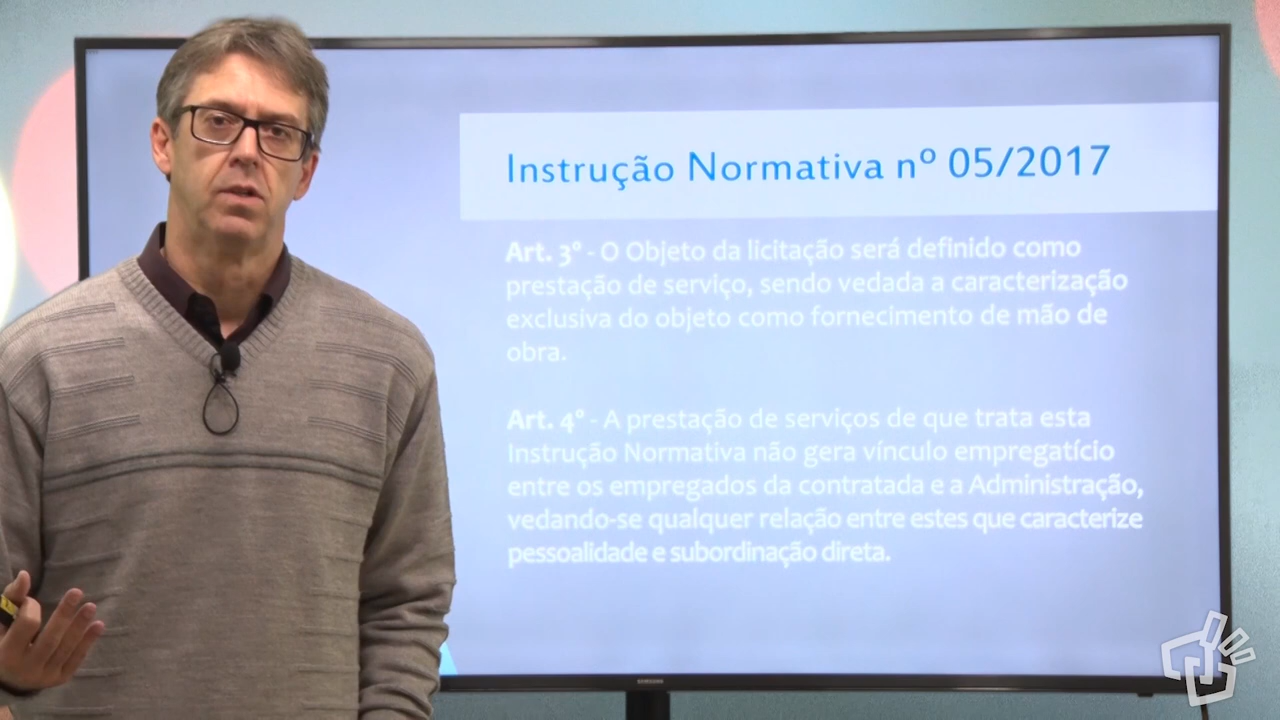 Instrução Normativa nº 05/2017
Art. 3º - O Objeto da licitação será definido como
prestação de serviço, sendo vedada a caracterização
exclusiva do objeto como fornecimento de mão de
obra.
Art. 4º - A prestação de serviços de que trata esta
Instrução Normativa não gera vínculo empregatício
entre os empregados da contratada e a Administração,
vedando-se qualquer relação entre estes que caracterize
pessoalidade e subordinação direta.
SAMSUNG